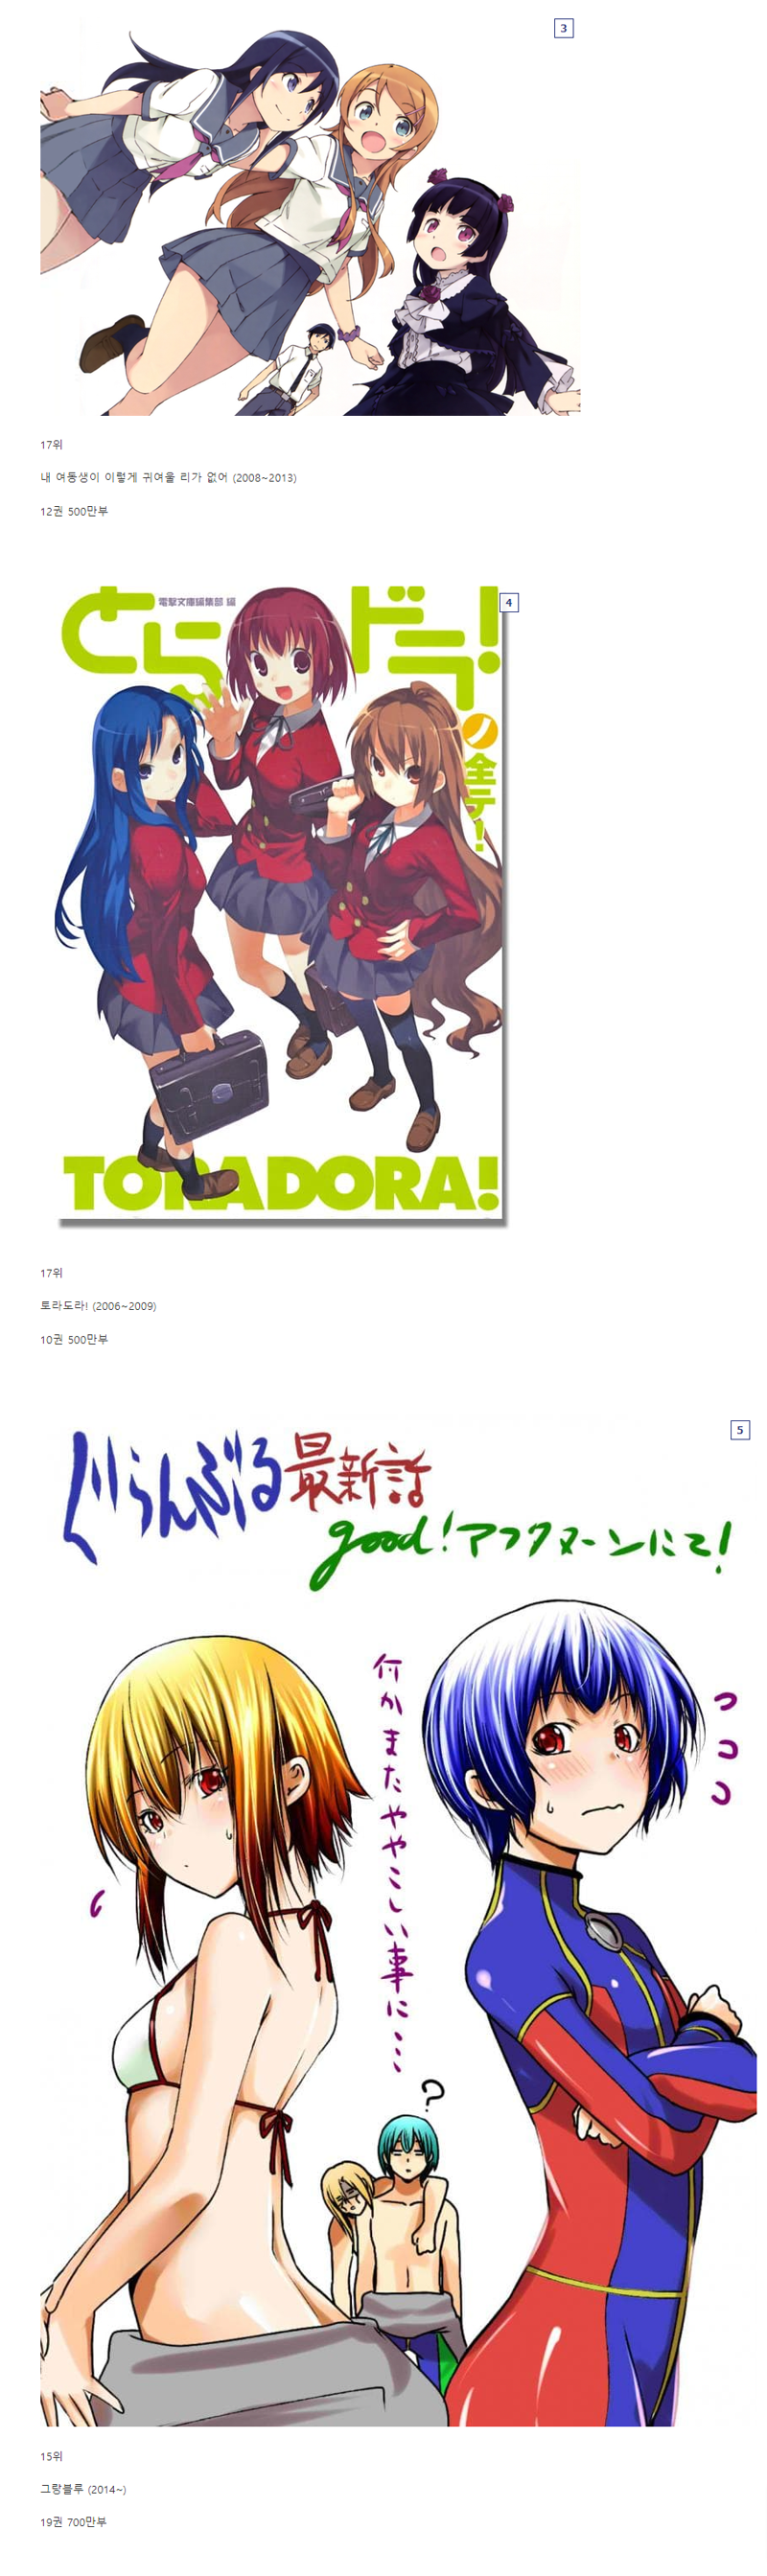 3
17위
내 여동생이 이렇게 귀여울 리가 없어 (2008~2013)
12권 500만부
電撃文庫編集部 編
4
とらドラ!
ノ全テ!
TORADORA!
17위
토라도라! (2006~2009)
10권 500만부
5
ぐらんぶる最新話
good!アフタヌーンにて!
何かまたややこしい事に・・・
?
15위
그랑블루 (2014~)
19권 700만부